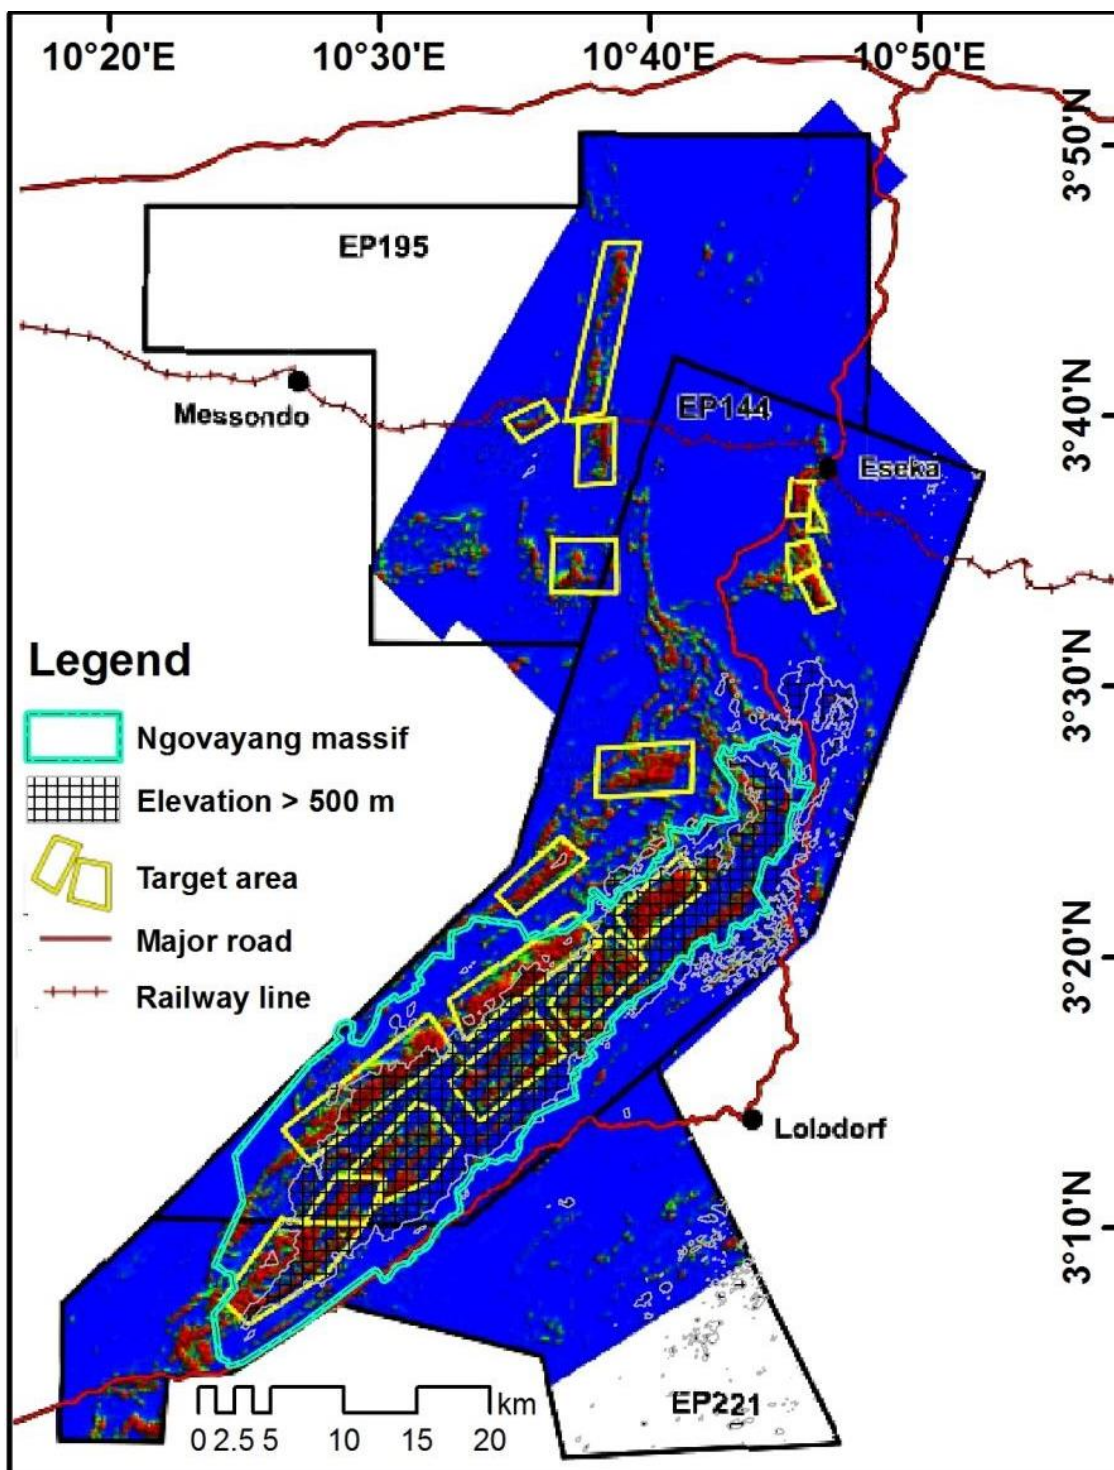 10°20'E 10°30'E 10°40'E 10°50'E
3°50'N
EP195
Messondo
EP144
3°40'N
Eseka
3°30'N
Legend
Ngovayang massif
Elevation > 500 m
Target area
Major road
Railway line
3°20'N
Lolodorf
3°10'N
EP221
km
0 2.5 5 10 15 20